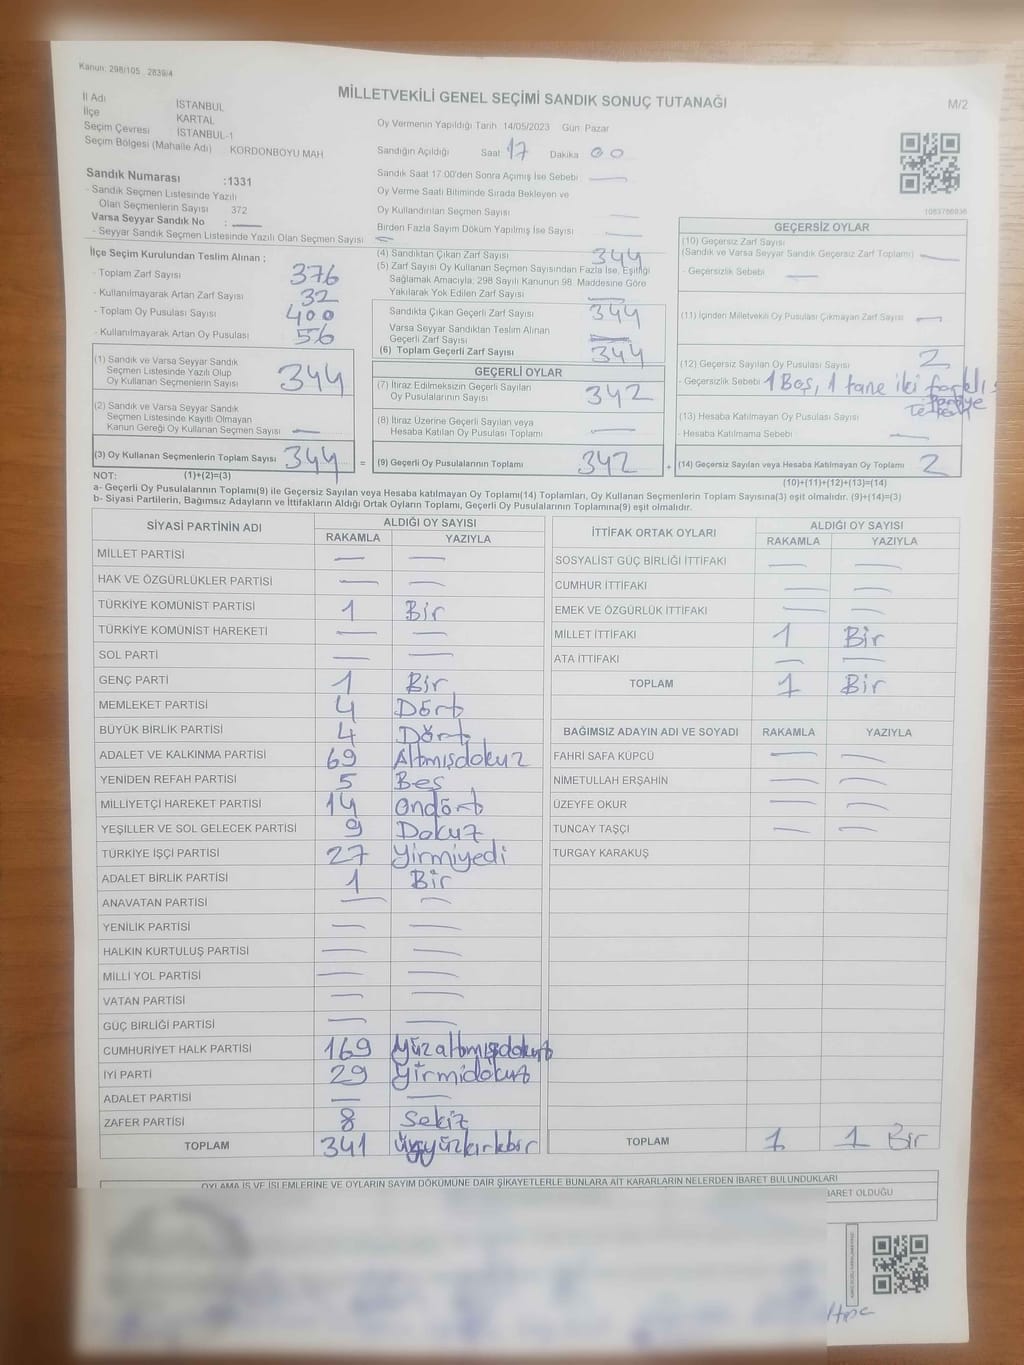 Kanun: 298/105 2839/4
MİLLETVEKİLİ GENEL SEÇİMİ SANDIK SONUÇ TUTANAĞI
M/2
İl Adı İSTANBUL
İlçe KARTAL
Seçim Çevresi İSTANBUL-1
Seçim Bölgesi (Mahalle Adı) KORDONBOYU MAH
Oy Vermenin Yapıldığı Tarih 14/05/2023 Gün Pazar
Sandığın Açıldığı Saat 17 Dakika 00
Sandık Saat 17:00'den Sonra Açılmış İse Sebebi —
Oy Verme Saati Bitiminde Sırada Bekleyen ve
Oy Kullandırılan Seçmen Sayısı —
Birden Fazla Sayım Döküm Yapılmış İse Sayısı —
Sandık Numarası :1331
- Sandık Seçmen Listesinde Yazılı
Olan Seçmenlerin Sayısı 372
Varsa Seyyar Sandık No : —
- Seyyar Sandık Seçmen Listesinde Yazılı Olan Seçmen Sayısı —
İlçe Seçim Kurulundan Teslim Alınan ;
- Toplam Zarf Sayısı 376
- Kullanılmayarak Artan Zarf Sayısı 32
- Toplam Oy Pusulası Sayısı 400
- Kullanılmayarak Artan Oy Pusulası 56
(1) Sandık ve Varsa Seyyar Sandık
Seçmen Listesinde Yazılı Olup
Oy Kullanan Seçmenlerin Sayısı 344
(2) Sandık ve Varsa Seyyar Sandık
Seçmen Listesinde Kayıtlı Olmayan
Kanun Gereği Oy Kullanan Seçmen Sayısı —
(3) Oy Kullanan Seçmenlerin Toplam Sayısı 344 =
(4) Sandıktan Çıkan Zarf Sayısı 344
(5) Zarf Sayısı Oy Kullanan Seçmen Sayısından Fazla İse, Eşitliği
Sağlamak Amacıyla; 298 Sayılı Kanunun 98. Maddesine Göre
Yakılarak Yok Edilen Zarf Sayısı —
Sandıkta Çıkan Geçerli Zarf Sayısı 344
Varsa Seyyar Sandıktan Teslim Alınan
Geçerli Zarf Sayısı —
(6) Toplam Geçerli Zarf Sayısı 344
GEÇERLİ OYLAR
(7) İtiraz Edilmeksizin Geçerli Sayılan
Oy Pusulalarının Sayısı 342
(8) İtiraz Üzerine Geçerli Sayılan veya
Hesaba Katılan Oy Pusulası Toplamı —
(9) Geçerli Oy Pusulalarının Toplamı 342 +
1083766936
GEÇERSİZ OYLAR
(10) Geçersiz Zarf Sayısı
(Sandık ve Varsa Seyyar Sandık Geçersiz Zarf Toplamı) — ;
- Geçersizlik Sebebi —
(11) İçinden Milletvekili Oy Pusulası Çıkmayan Zarf Sayısı —
(12) Geçersiz Sayılan Oy Pusulası Sayısı 2
- Geçersizlik Sebebi 1 Boş, 1 tane iki farklı
partiye
(13) Hesaba Katılmayan Oy Pusulası Sayısı
- Hesaba Katılmama Sebebi —
(14) Geçersiz Sayılan veya Hesaba Katılmayan Oy Toplamı 2
NOT: (1)+(2)=(3)
(10)+(11)+(12)+(13)=(14)
a- Geçerli Oy Pusulalarının Toplamı(9) ile Geçersiz Sayılan veya Hesaba katılmayan Oy Toplamı(14) Toplamları, Oy Kullanan Seçmenlerin Toplam Sayısına(3) eşit olmalıdır. (9)+(14)=(3)
b- Siyasi Partilerin, Bağımsız Adayların ve İttifakların Aldığı Ortak Oyların Toplamı, Geçerli Oy Pusulalarının Toplamına(9) eşit olmalıdır.
SİYASİ PARTİNİN ADI ALDIĞI OY SAYISI
RAKAMLA YAZIYLA
MİLLET PARTİSİ — —
HAK VE ÖZGÜRLÜKLER PARTİSİ — —
TÜRKİYE KOMÜNİST PARTİSİ 1 Bir
TÜRKİYE KOMÜNİST HAREKETİ — —
SOL PARTİ — —
GENÇ PARTİ 1 Bir
MEMLEKET PARTİSİ 4 Dört
BÜYÜK BİRLİK PARTİSİ 4 Dört
ADALET VE KALKINMA PARTİSİ 69 Altmışdokuz
YENİDEN REFAH PARTİSİ 5 Beş
MİLLİYETÇİ HAREKET PARTİSİ 14 Ondört
YEŞİLLER VE SOL GELECEK PARTİSİ 9 Dokuz
TÜRKİYE İŞÇİ PARTİSİ 27 Yirmiyedi
ADALET BİRLİK PARTİSİ 1 Bir
ANAVATAN PARTİSİ — —
YENİLİK PARTİSİ — —
HALKIN KURTULUŞ PARTİSİ — —
MİLLİ YOL PARTİSİ — —
VATAN PARTİSİ — —
GÜÇ BİRLİĞİ PARTİSİ — —
CUMHURİYET HALK PARTİSİ 169 Yüzaltmışdokuz
İYİ PARTİ 29 Yirmidokuz
ADALET PARTİSİ — —
ZAFER PARTİSİ 8 Sekiz
TOPLAM 341 Üçyüzkırkbir
İTTİFAK ORTAK OYLARI ALDIĞI OY SAYISI
RAKAMLA YAZIYLA
SOSYALİST GÜÇ BİRLİĞİ İTTİFAKI — —
CUMHUR İTTİFAKI — —
EMEK VE ÖZGÜRLÜK İTTİFAKI — —
MİLLET İTTİFAKI 1 Bir
ATA İTTİFAKI — —
TOPLAM 1 Bir
BAĞIMSIZ ADAYIN ADI VE SOYADI RAKAMLA YAZIYLA
FAHRİ SAFA KÜPCÜ — —
NİMETULLAH ERŞAHİN — —
ÜZEYFE OKUR — —
TUNCAY TAŞÇI — —
TURGAY KARAKUŞ
TOPLAM 1 1 Bir
OYLAMA İŞ VE İŞLEMLERİNE VE OYLARIN SAYIM DÖKÜMÜNE DAİR ŞİKAYETLERLE BUNLARA AİT KARARLARIN NELERDEN İBARET BULUNDUKLARI
İBARET OLDUĞU